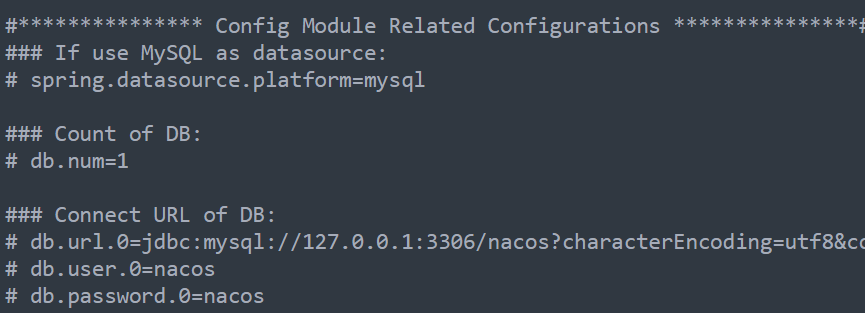 #*************** Config Module Related Configurations ***************#
### If use MySQL as datasource:
# spring.datasource.platform=mysql
### Count of DB:
# db.num=1
### Connect URL of DB:
# db.url.0=jdbc:mysql://127.0.0.1:3306/nacos?characterEncoding=utf8&co
# db.user.0=nacos
# db.password.0=nacos